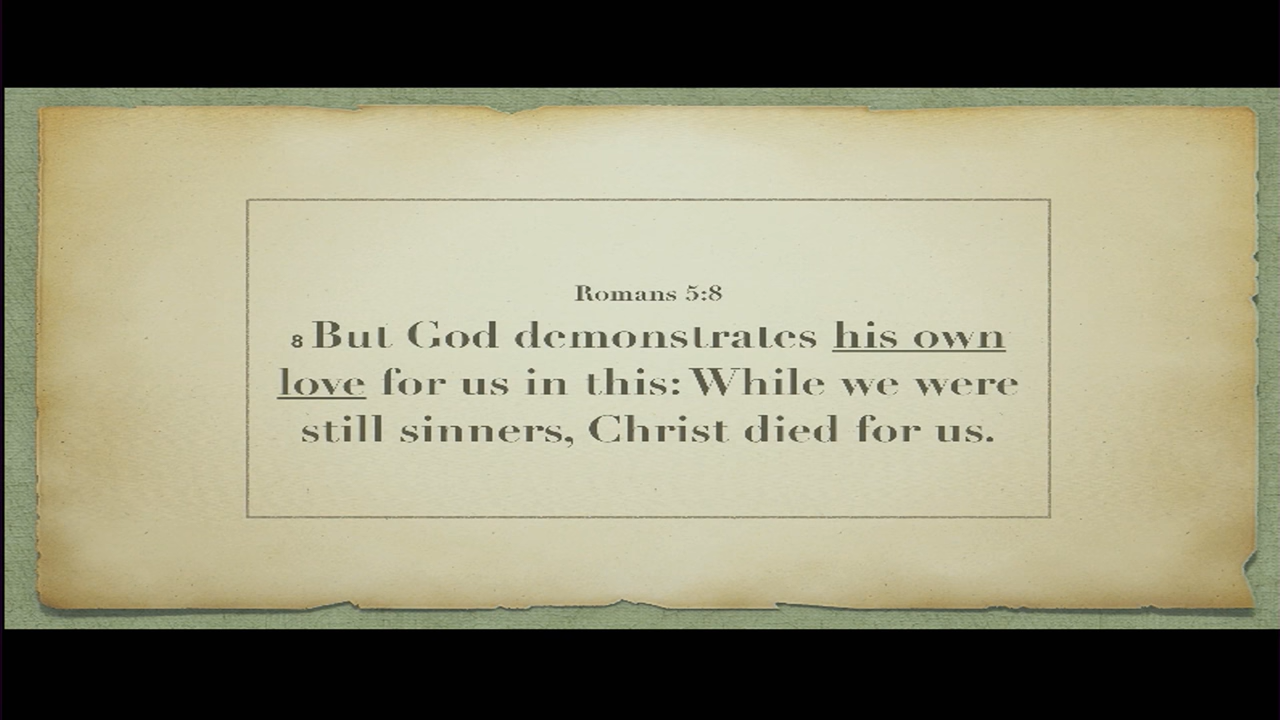 Romans 5:8
8 But God demonstrates his own
love for us in this: While we were
still sinners, Christ died for us.